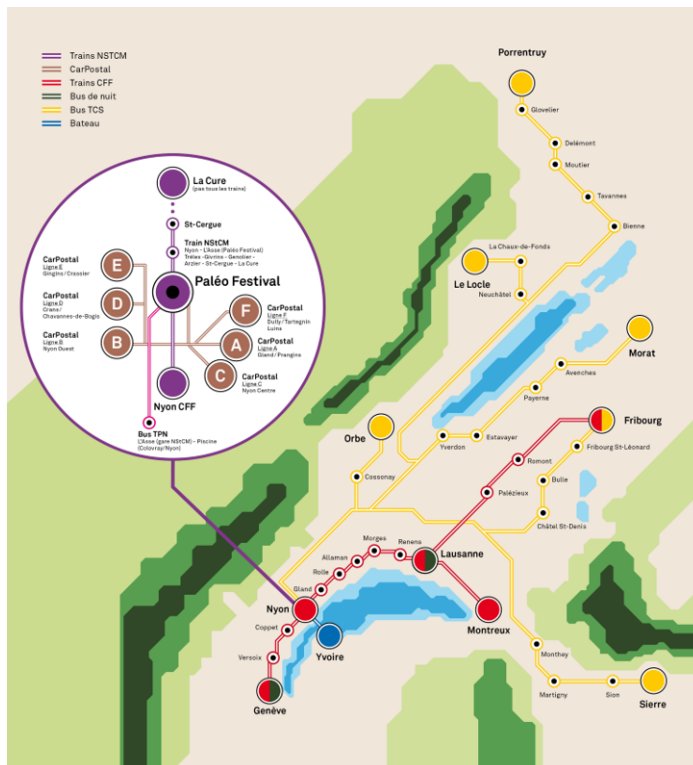 Trains NSTCM
CarPostal
Trains CFF
Bus de nuit
Bus TCS
Bateau
Porrentruy
Glovelier
Delémont
Moutier
Tavannes
Bienne
La Chaux-de-Fonds
Le Locle
Neuchâtel
Morat
Avenches
Payerne
Estavayer
Yverdon
Orbe
Cossonay
Fribourg
Fribourg St-Léonard
Romont
Bulle
Palézieux
Châtel St-Denis
Lausanne
Renens
Morges
Allaman
Rolle
Gland
Nyon
Coppet
Versoix
Genève
Yvoire
Montreux
Monthey
Martigny
Sion
Sierre
La Cure
(pas tous les trains)
St-Cergue
Train NStCM
Nyon - L'Asse (Paléo Festival)
Trélex - Givrins - Genolier -
Arzier - St-Cergue - La Cure
Paléo Festival
CarPostal
Ligne E
Gingins / Crassier
E
CarPostal
Ligne D
Crans /
Chavannes-de-Bogis
D
CarPostal
Ligne B
Nyon Ouest
B
F
CarPostal
Ligne F
Dully / Tartegnin
Luins
A
CarPostal
Ligne A
Gland / Prangins
C
CarPostal
Ligne C
Nyon Centre
Nyon CFF
Bus TPN
L'Asse (gare NStCM) - Piscine
(Colovray/Nyon)